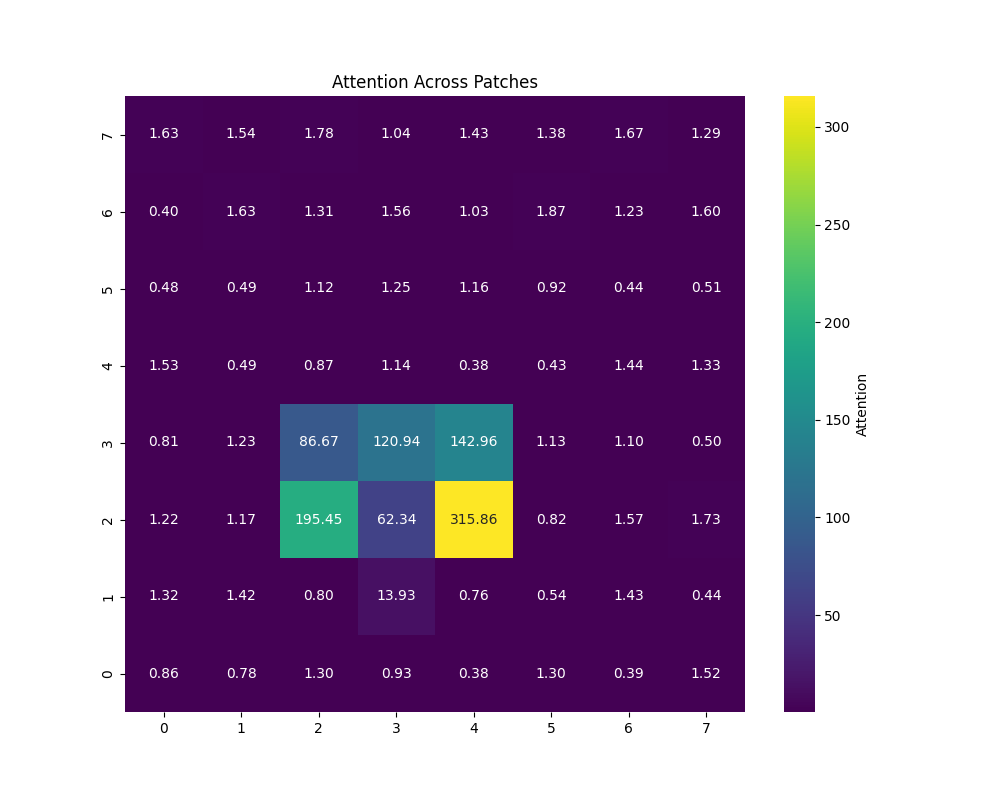 Attention Across Patches
7 1.63 1.54 1.78 1.04 1.43 1.38 1.67 1.29
6 0.40 1.63 1.31 1.56 1.03 1.87 1.23 1.60
5 0.48 0.49 1.12 1.25 1.16 0.92 0.44 0.51
4 1.53 0.49 0.87 1.14 0.38 0.43 1.44 1.33
3 0.81 1.23 86.67 120.94 142.96 1.13 1.10 0.50
2 1.22 1.17 195.45 62.34 315.86 0.82 1.57 1.73
1 1.32 1.42 0.80 13.93 0.76 0.54 1.43 0.44
0 0.86 0.78 1.30 0.93 0.38 1.30 0.39 1.52
0 1 2 3 4 5 6 7
300
250
200
150
100
50
Attention